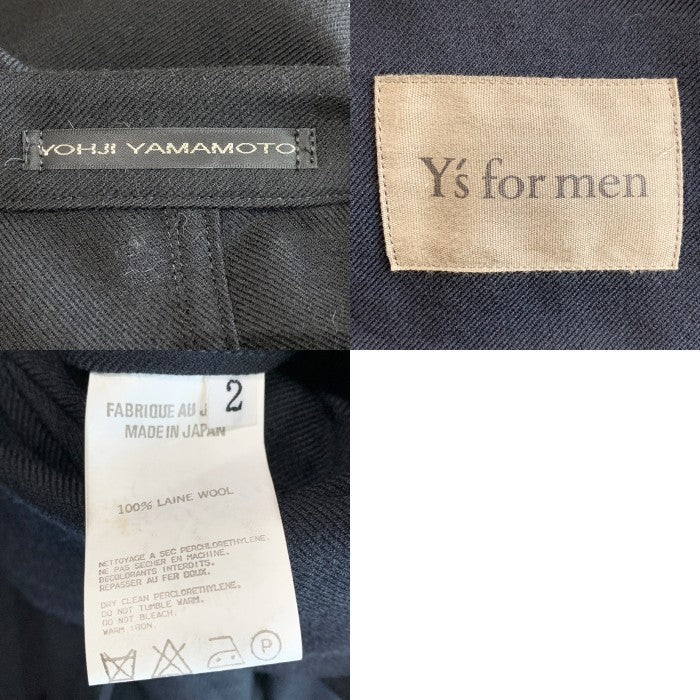 YOHJI YAMAMOTO
Y's for men
2
FABRIQUE AU J
MADE IN JAPAN
100% LAINE WOOL
NETTOYAGE A SEC PERCHLORETHYLENE.
NE PAS SECHER EN MACHINE.
DECOLORANTS INTERDITS.
REPASSER AU FER DOUX.
DRY CLEAN PERCLORETHYLENE.
DO NOT TUMBLE WARM.
DO NOT BLEACH.
WARM IRON.
P